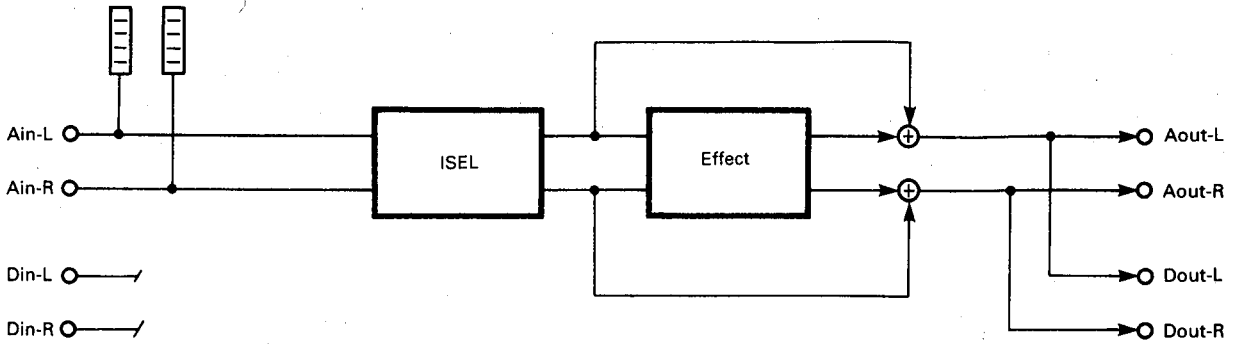 Ain-L
Ain-R
Din-L
Din-R
ISEL
Effect
+
+
Aout-L
Aout-R
Dout-L
Dout-R